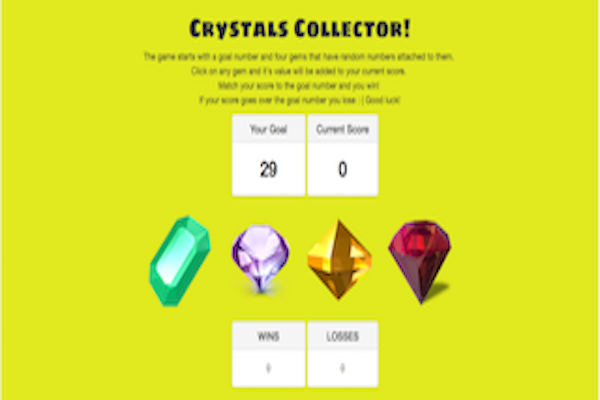 Crystals Collector!
The game starts with a goal number and four gems that have random numbers attached to them.
Click on any gem and it's value will be added to your current score.
Match your score to the goal number and you win!
If your score goes over the goal number you lose :( Good luck!
Your Goal Current Score
29 0
WINS LOSSES
0 0